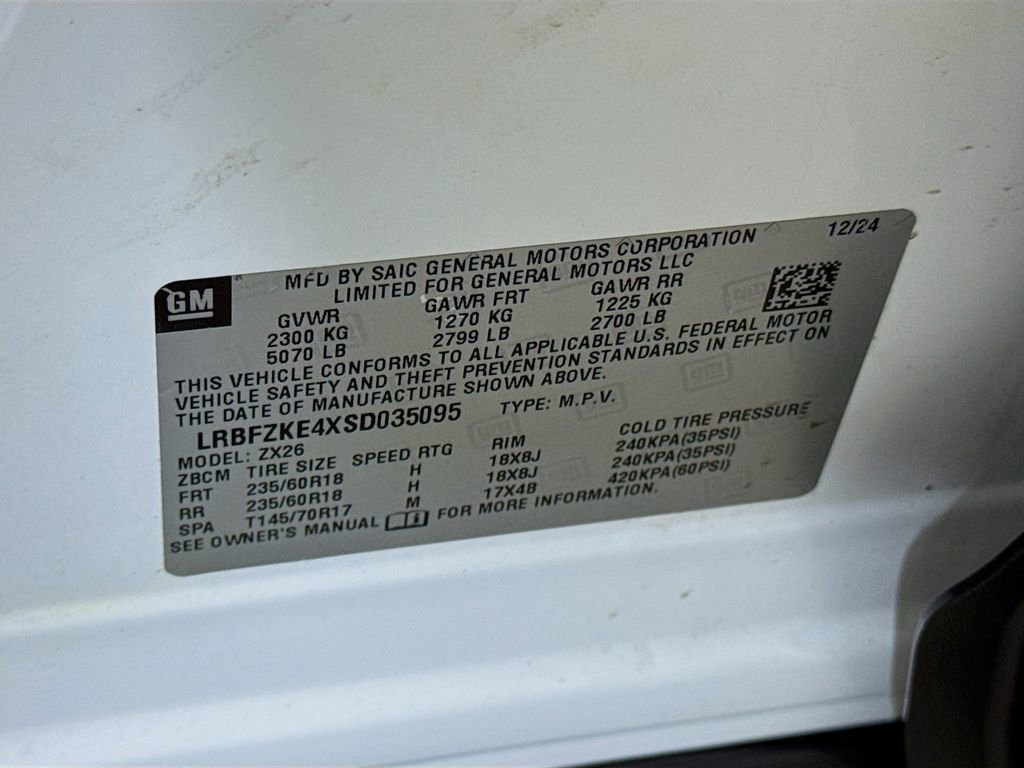 12/24
GM
MFD BY SAIC GENERAL MOTORS CORPORATION
LIMITED FOR GENERAL MOTORS LLC
GVWR GAWR FRT GAWR RR
2300 KG 1270 KG 1225 KG
5070 LB 2799 LB 2700 LB
THIS VEHICLE CONFORMS TO ALL APPLICABLE U.S. FEDERAL MOTOR
VEHICLE SAFETY AND THEFT PREVENTION STANDARDS IN EFFECT ON
THE DATE OF MANUFACTURE SHOWN ABOVE.
LRBFZKE4XSD035095 TYPE: M.P.V.
MODEL: ZX26
ZBCM TIRE SIZE SPEED RTG RIM COLD TIRE PRESSURE
FRT 235/60R18 H 18X8J 240KPA(35PSI)
RR 235/60R18 H 18X8J 240KPA(35PSI)
SPA T145/70R17 M 17X4B 420KPA(60PSI)
SEE OWNER'S MANUAL FOR MORE INFORMATION.